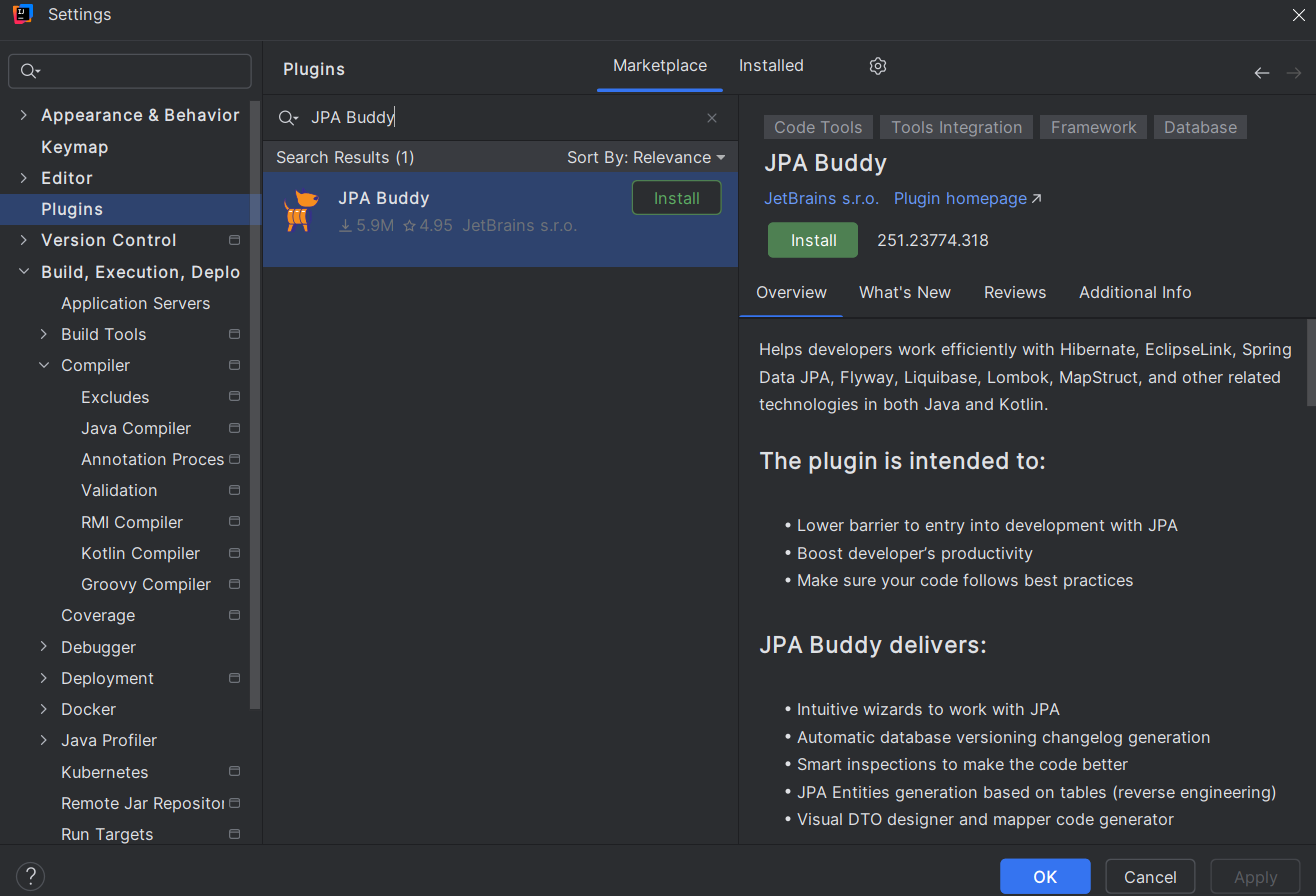 Settings
Appearance & Behavior
Keymap
Editor
Plugins
Version Control
Build, Execution, Deplo
Application Servers
Build Tools
Compiler
Excludes
Java Compiler
Annotation Proces
Validation
RMI Compiler
Kotlin Compiler
Groovy Compiler
Coverage
Debugger
Deployment
Docker
Java Profiler
Kubernetes
Remote Jar Reposito
Run Targets
Plugins
Marketplace
Installed
JPA Buddy
Search Results (1)
Sort By: Relevance
JPA Buddy
Install
5.9M 4.95 JetBrains s.r.o.
Code Tools Tools Integration Framework Database
JPA Buddy
JetBrains s.r.o. Plugin homepage ↗
Install 251.23774.318
Overview What's New Reviews Additional Info
Helps developers work efficiently with Hibernate, EclipseLink, Spring
Data JPA, Flyway, Liquibase, Lombok, MapStruct, and other related
technologies in both Java and Kotlin.
The plugin is intended to:
• Lower barrier to entry into development with JPA
• Boost developer's productivity
• Make sure your code follows best practices
JPA Buddy delivers:
• Intuitive wizards to work with JPA
• Automatic database versioning changelog generation
• Smart inspections to make the code better
• JPA Entities generation based on tables (reverse engineering)
• Visual DTO designer and mapper code generator
?
OK
Cancel
Apply